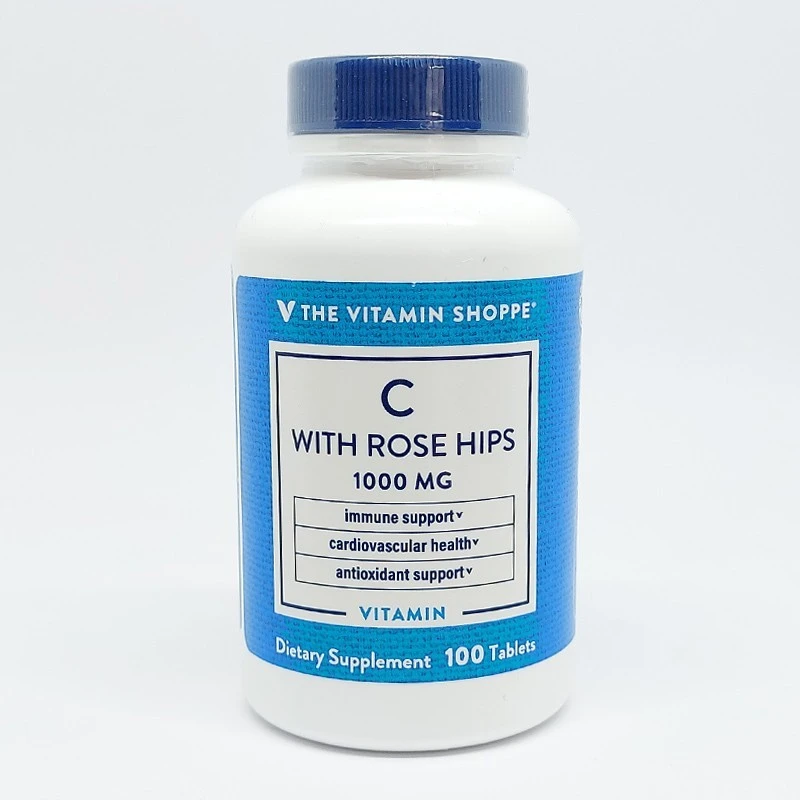 V THE VITAMIN SHOPPE®
C
WITH ROSE HIPS
1000 MG
immune support˅
cardiovascular health˅
antioxidant support˅
VITAMIN
Dietary Supplement 100 Tablets